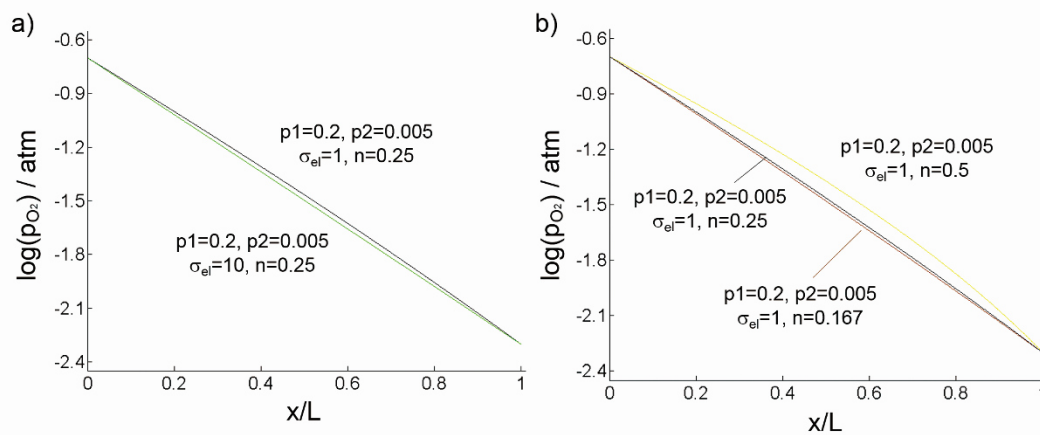 a)
log(pO₂) / atm
-0.6
-0.9
-1.2
-1.5
-1.8
-2.1
-2.4
p1=0.2, p2=0.005
σel=1, n=0.25
p1=0.2, p2=0.005
σel=10, n=0.25
0 0.2 0.4 0.6 0.8 1
x/L
b)
log(pO₂) / atm
-0.6
-0.9
-1.2
-1.5
-1.8
-2.1
-2.4
p1=0.2, p2=0.005
σel=1, n=0.5
p1=0.2, p2=0.005
σel=1, n=0.25
p1=0.2, p2=0.005
σel=1, n=0.167
0 0.2 0.4 0.6 0.8 1
x/L